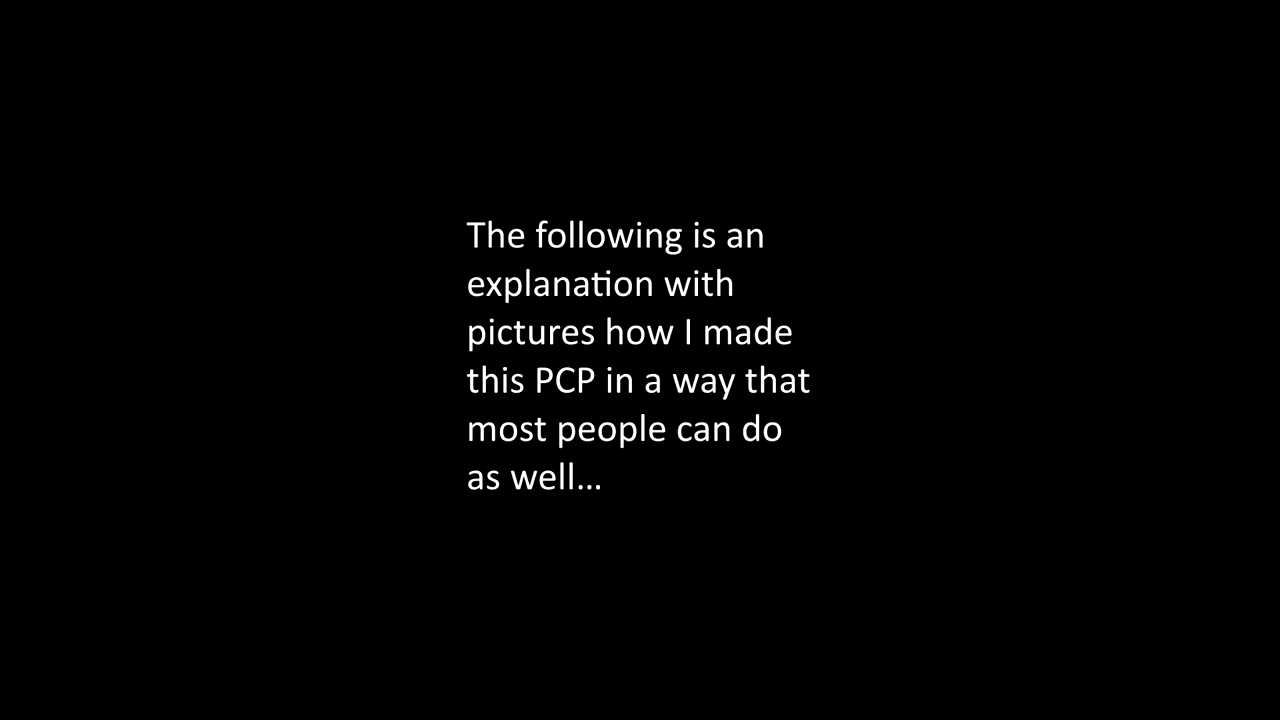 The following is an
explanation with
pictures how I made
this PCP in a way that
most people can do
as well…